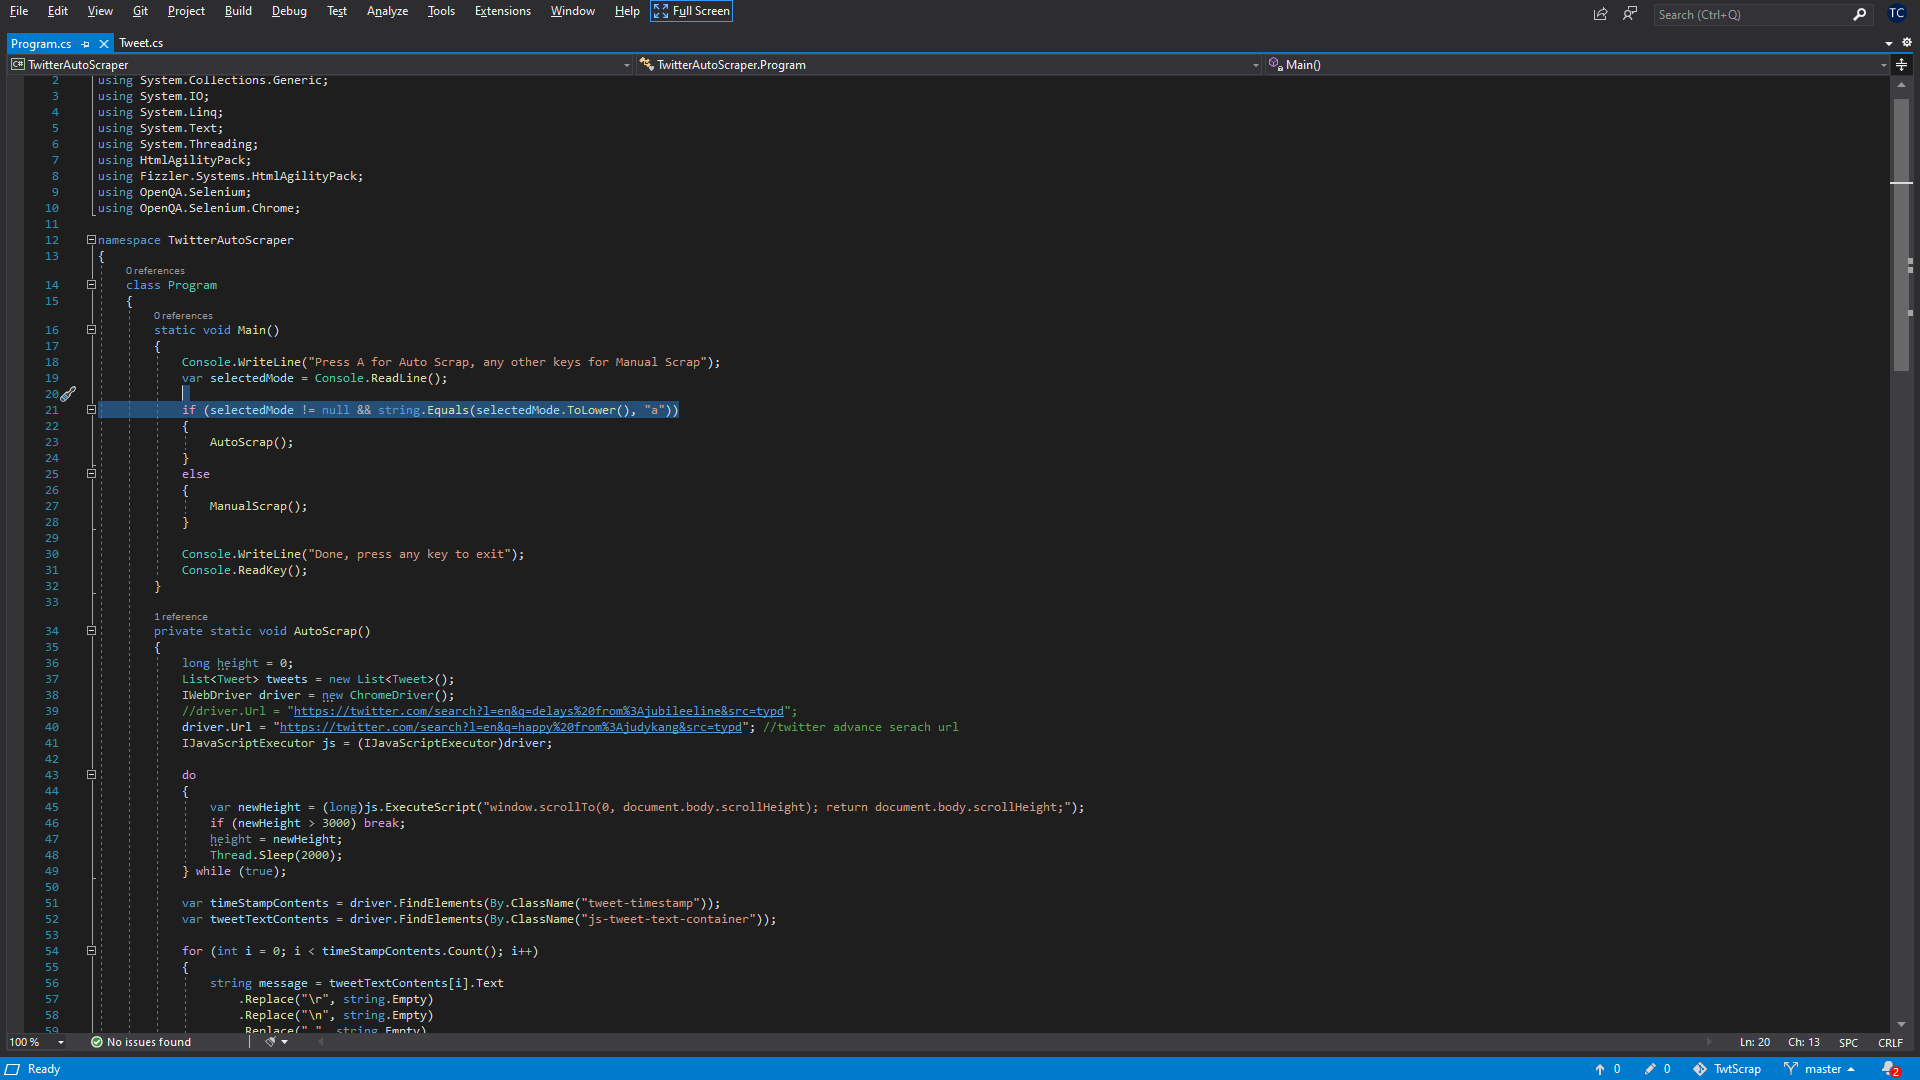 File Edit View Git Project Build Debug Test Analyze Tools Extensions Window Help Full Screen Search (Ctrl+Q) TC
Program.cs Tweet.cs
C# TwitterAutoScraper TwitterAutoScraper.Program Main()
2 using System.Collections.Generic;
3 using System.IO;
4 using System.Linq;
5 using System.Text;
6 using System.Threading;
7 using HtmlAgilityPack;
8 using Fizzler.Systems.HtmlAgilityPack;
9 using OpenQA.Selenium;
10 using OpenQA.Selenium.Chrome;
11
12 namespace TwitterAutoScraper
13 {
0 references
14 class Program
15 {
0 references
16 static void Main()
17 {
18 Console.WriteLine("Press A for Auto Scrap, any other keys for Manual Scrap");
19 var selectedMode = Console.ReadLine();
20
21 if (selectedMode != null && string.Equals(selectedMode.ToLower(), "a"))
22 {
23 AutoScrap();
24 }
25 else
26 {
27 ManualScrap();
28 }
29
30 Console.WriteLine("Done, press any key to exit");
31 Console.ReadKey();
32 }
33
1 reference
34 private static void AutoScrap()
35 {
36 long height = 0;
37 List<Tweet> tweets = new List<Tweet>();
38 IWebDriver driver = new ChromeDriver();
39 //driver.Url = "https://twitter.com/search?l=en&q=delays%20from%3Ajubileeline&src=typd";
40 driver.Url = "https://twitter.com/search?l=en&q=happy%20from%3Ajudykang&src=typd"; //twitter advance serach url
41 IJavaScriptExecutor js = (IJavaScriptExecutor)driver;
42
43 do
44 {
45 var newHeight = (long)js.ExecuteScript("window.scrollTo(0, document.body.scrollHeight); return document.body.scrollHeight;");
46 if (newHeight > 3000) break;
47 height = newHeight;
48 Thread.Sleep(2000);
49 } while (true);
50
51 var timeStampContents = driver.FindElements(By.ClassName("tweet-timestamp"));
52 var tweetTextContents = driver.FindElements(By.ClassName("js-tweet-text-container"));
53
54 for (int i = 0; i < timeStampContents.Count(); i++)
55 {
56 string message = tweetTextContents[i].Text
57 .Replace("\r", string.Empty)
58 .Replace("\n", string.Empty)
59 .Replace(" ", string.Empty)
100 % No issues found Ln: 20 Ch: 13 SPC CRLF
Ready 0 0 TwtScrap master 2